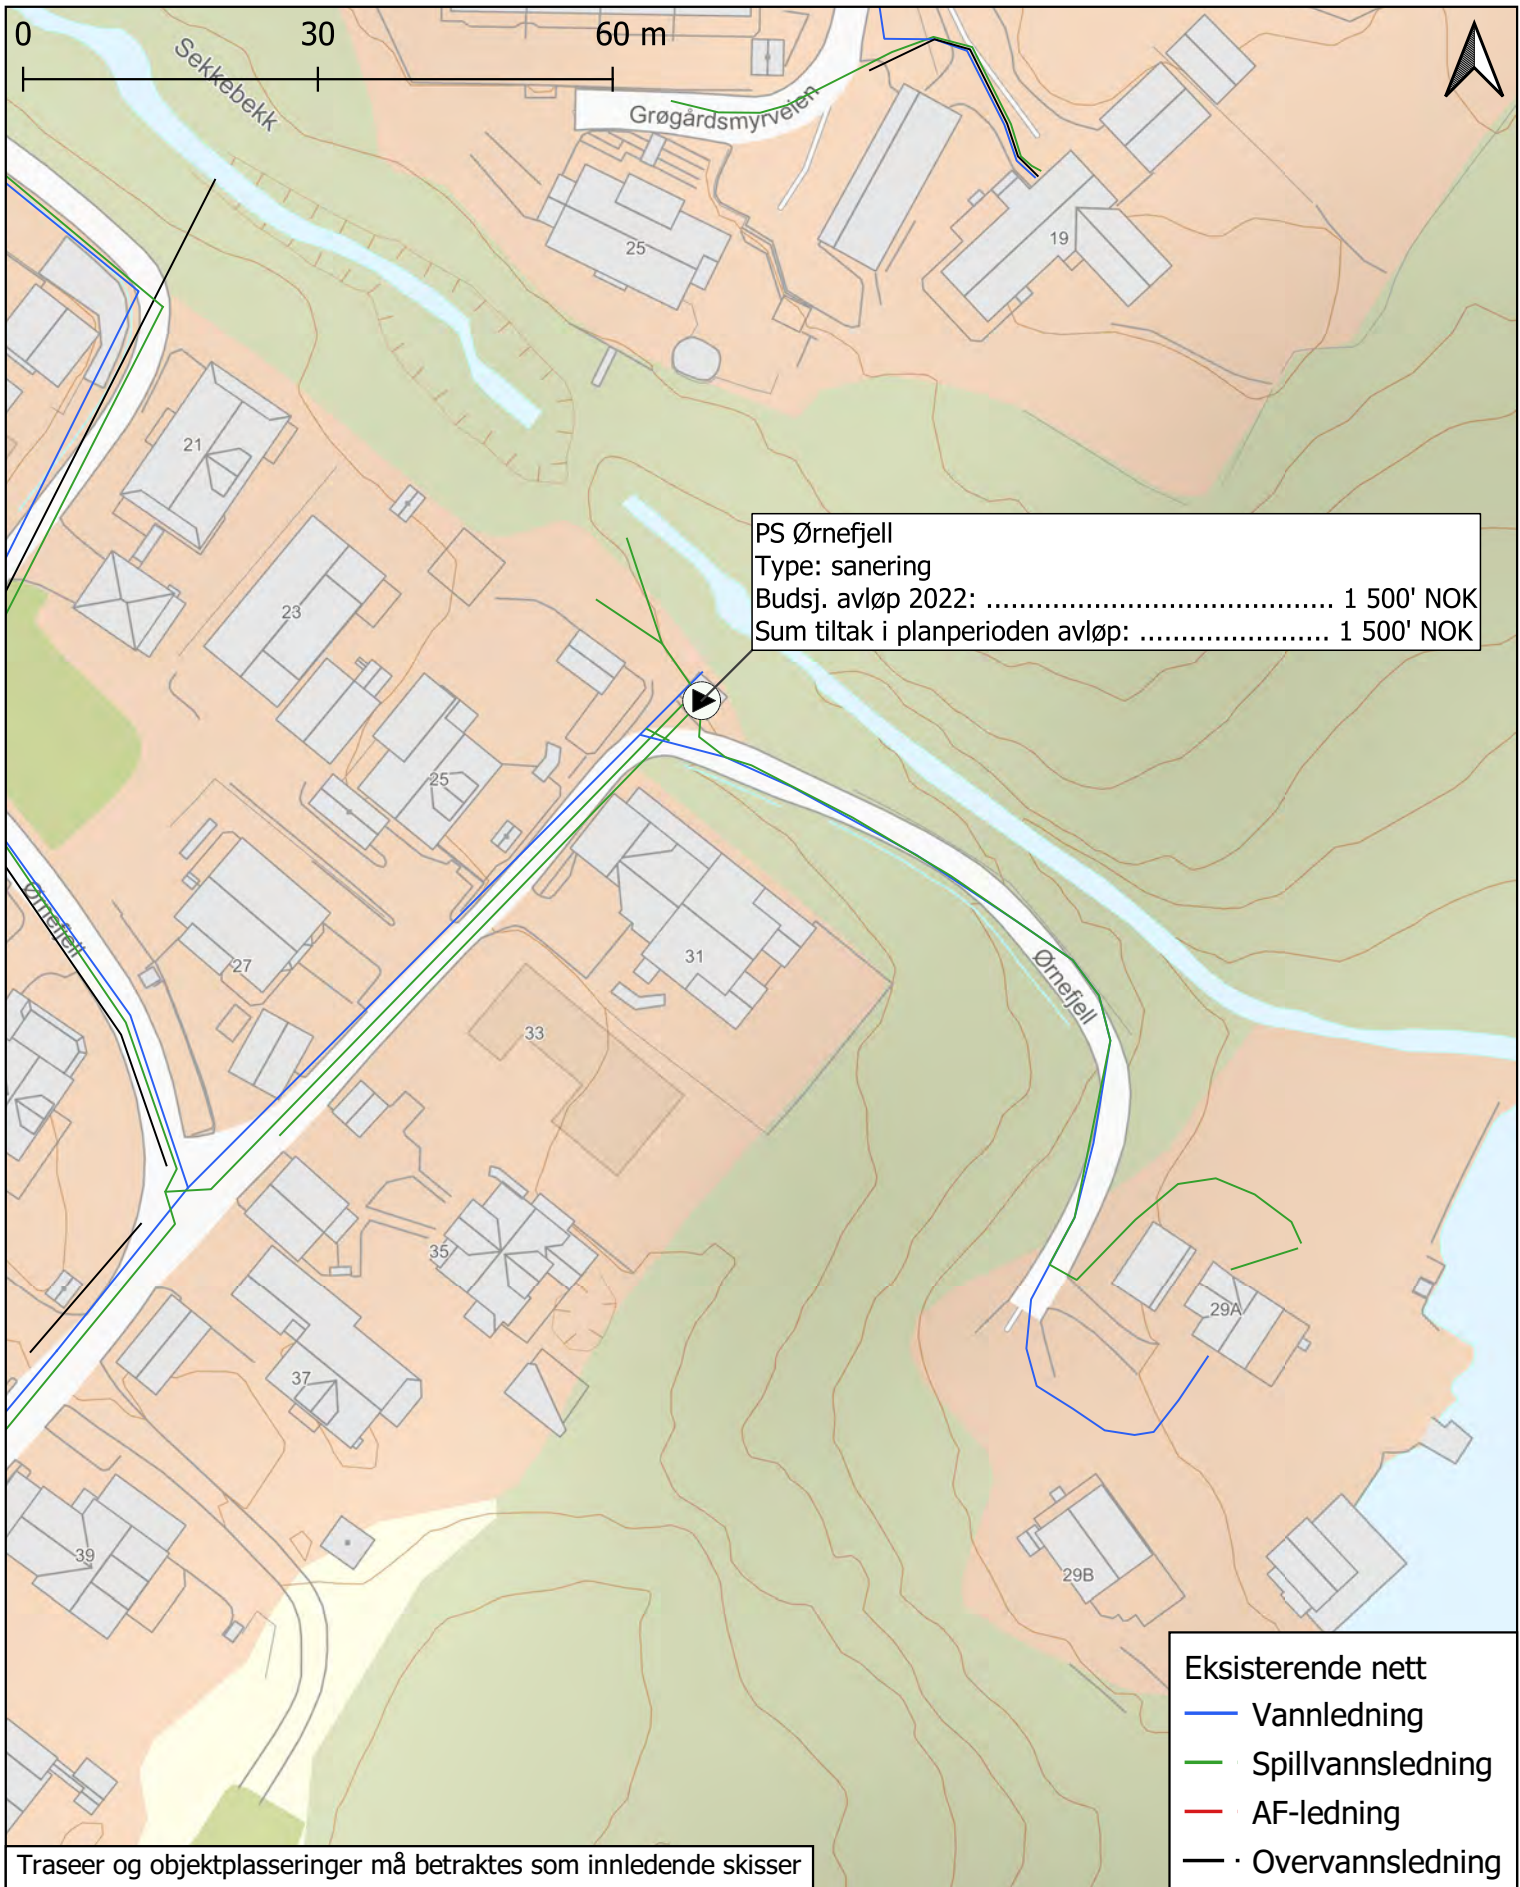 0 30 60 m
Sekkebekk
Grøgårdsmyrveien
25
19
21
PS Ørnefjell
Type: sanering
Budsj. avløp 2022: .......................................... 1 500' NOK
Sum tiltak i planperioden avløp: ....................... 1 500' NOK
23
25
Ørnefjell
27
31
Ørnefjell
33
35
29A
37
39
29B
Eksisterende nett
Vannledning
Spillvannsledning
AF-ledning
Overvannsledning
Traseer og objektplasseringer må betraktes som innledende skisser